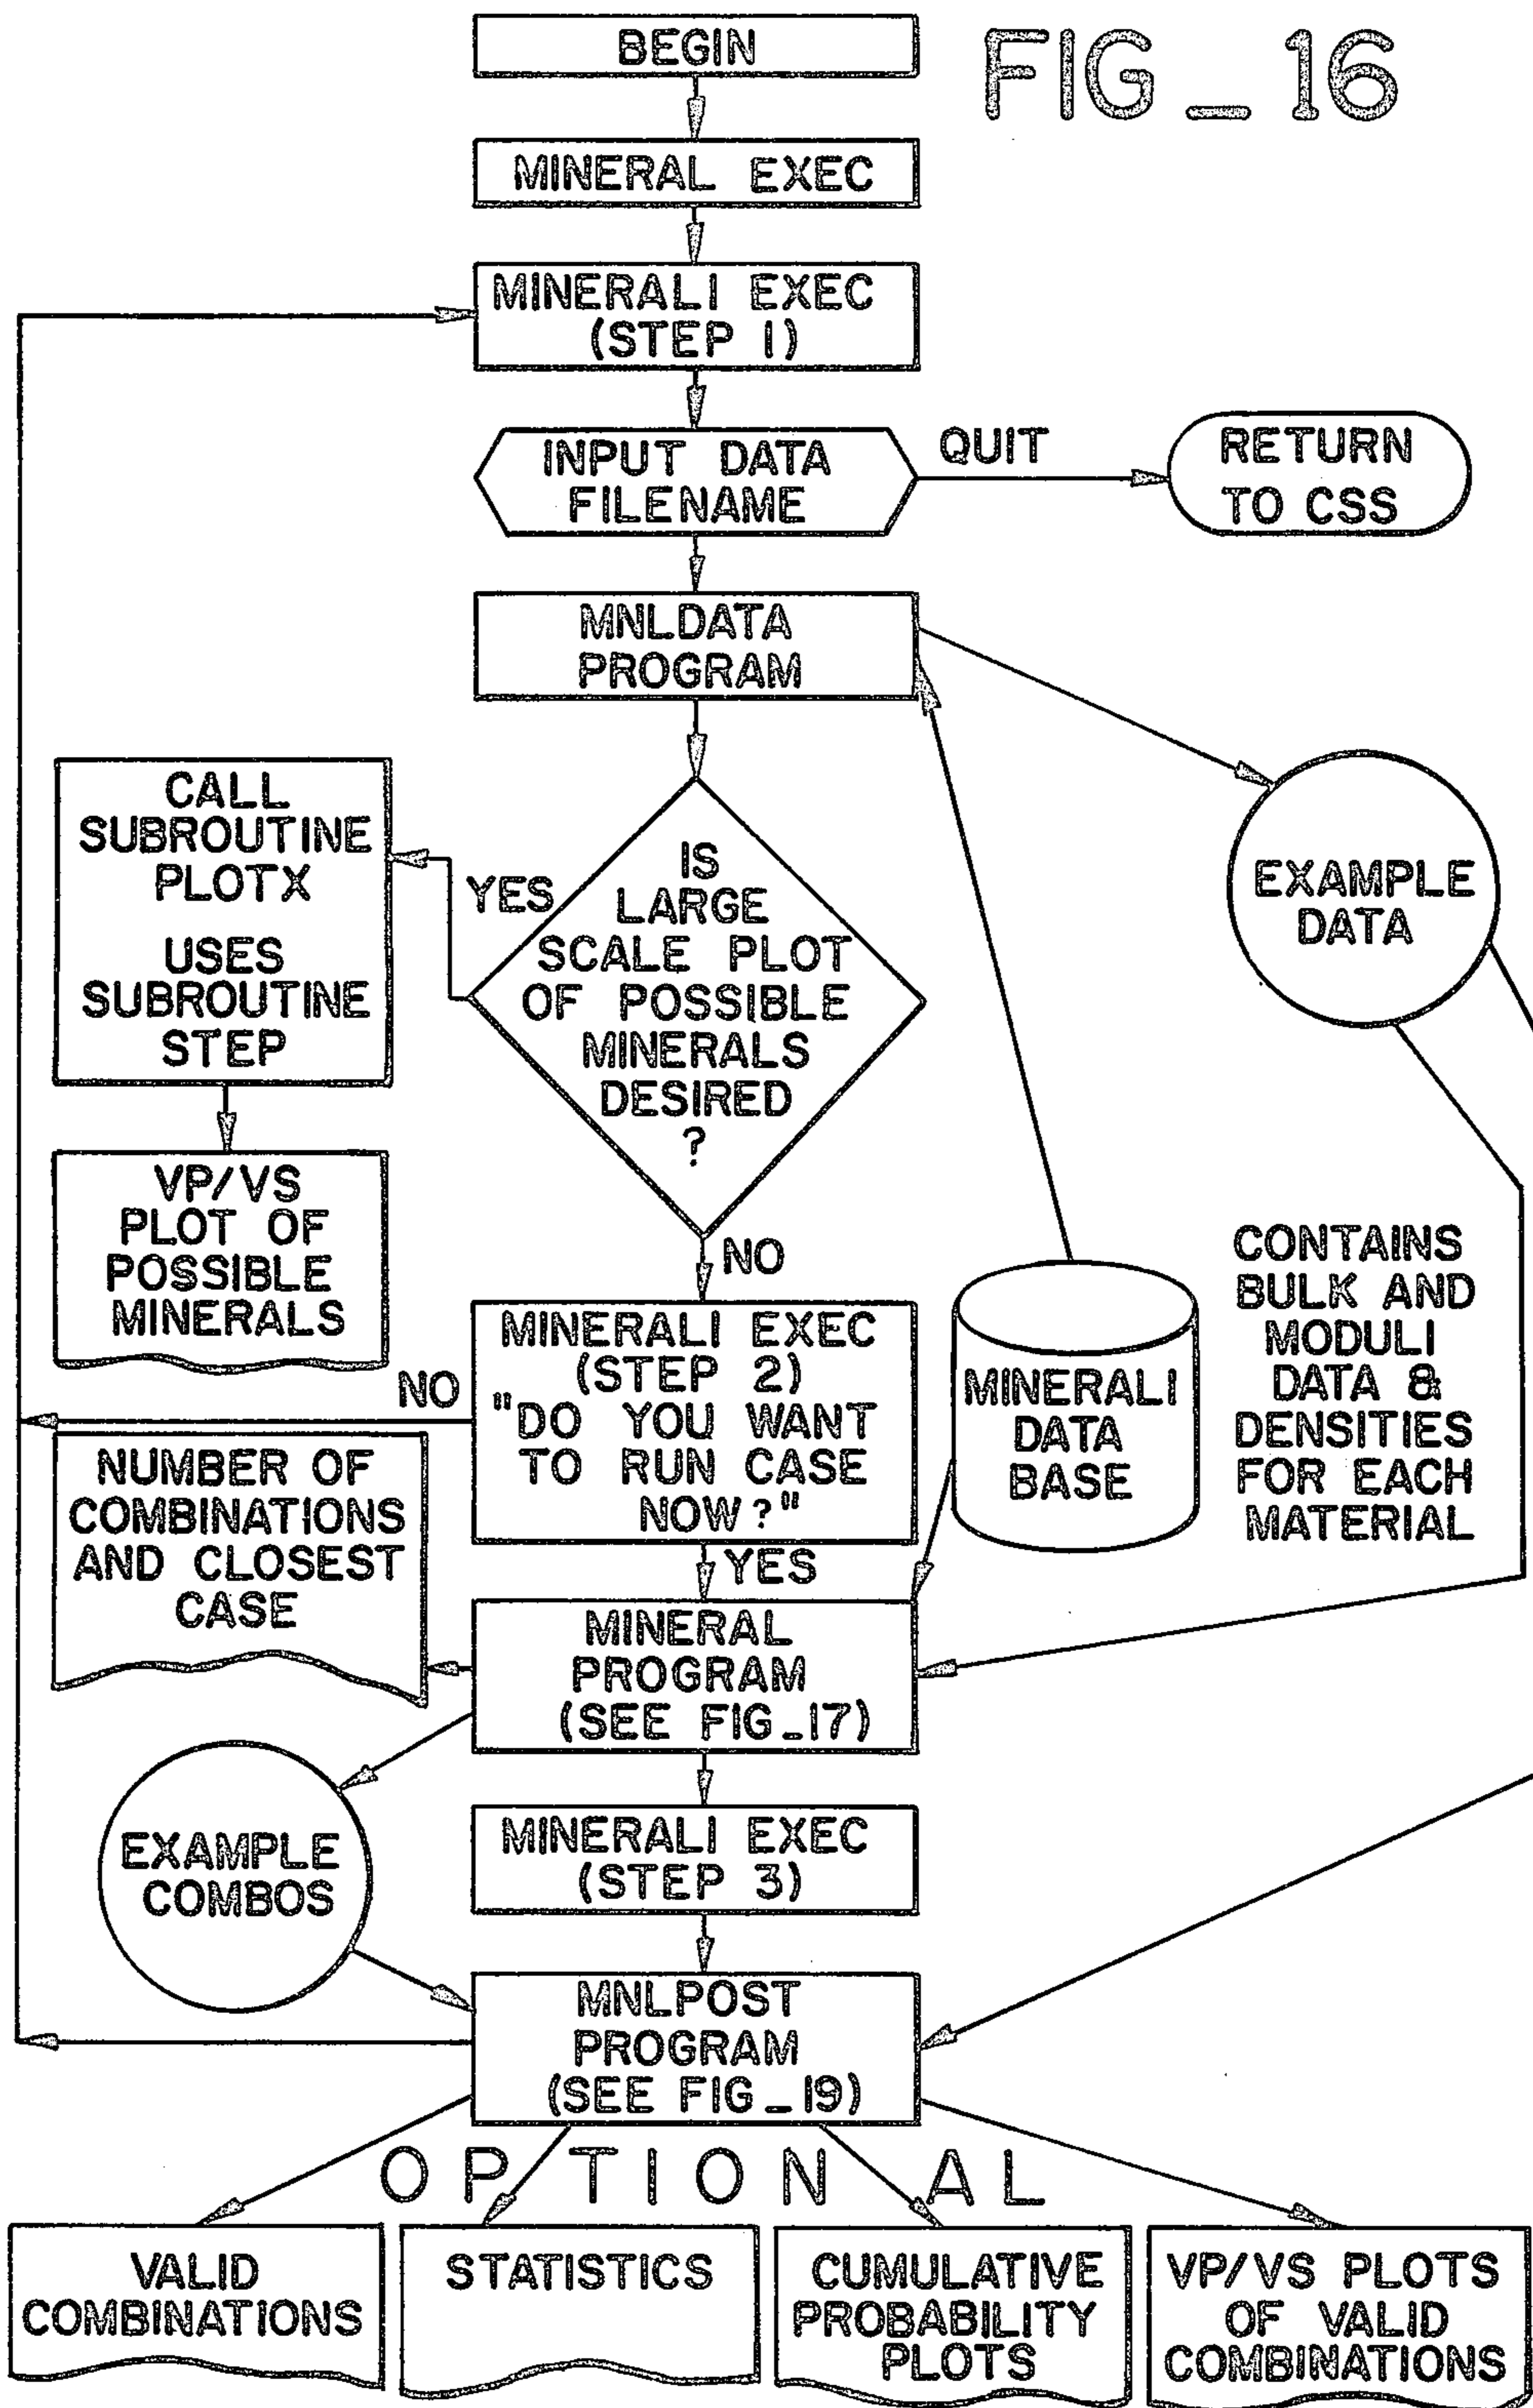 FIG_16
BEGIN
MINERAL EXEC
MINERALI EXEC
(STEP 1)
INPUT DATA
FILENAME
QUIT
RETURN
TO CSS
MNLDATA
PROGRAM
CALL
SUBROUTINE
PLOTX
USES
SUBROUTINE
STEP
YES
IS
LARGE
SCALE PLOT
OF POSSIBLE
MINERALS
DESIRED
?
EXAMPLE
DATA
VP/VS
PLOT OF
POSSIBLE
MINERALS
NO
MINERALI EXEC
(STEP 2)
"DO YOU WANT
TO RUN CASE
NOW?"
NO
MINERALI
DATA
BASE
CONTAINS
BULK AND
MODULI
DATA &
DENSITIES
FOR EACH
MATERIAL
NUMBER OF
COMBINATIONS
AND CLOSEST
CASE
YES
MINERAL
PROGRAM
(SEE FIG_17)
EXAMPLE
COMBOS
MINERALI EXEC
(STEP 3)
MNLPOST
PROGRAM
(SEE FIG_19)
OPTIONAL
VALID
COMBINATIONS
STATISTICS
CUMULATIVE
PROBABILITY
PLOTS
VP/VS PLOTS
OF VALID
COMBINATIONS